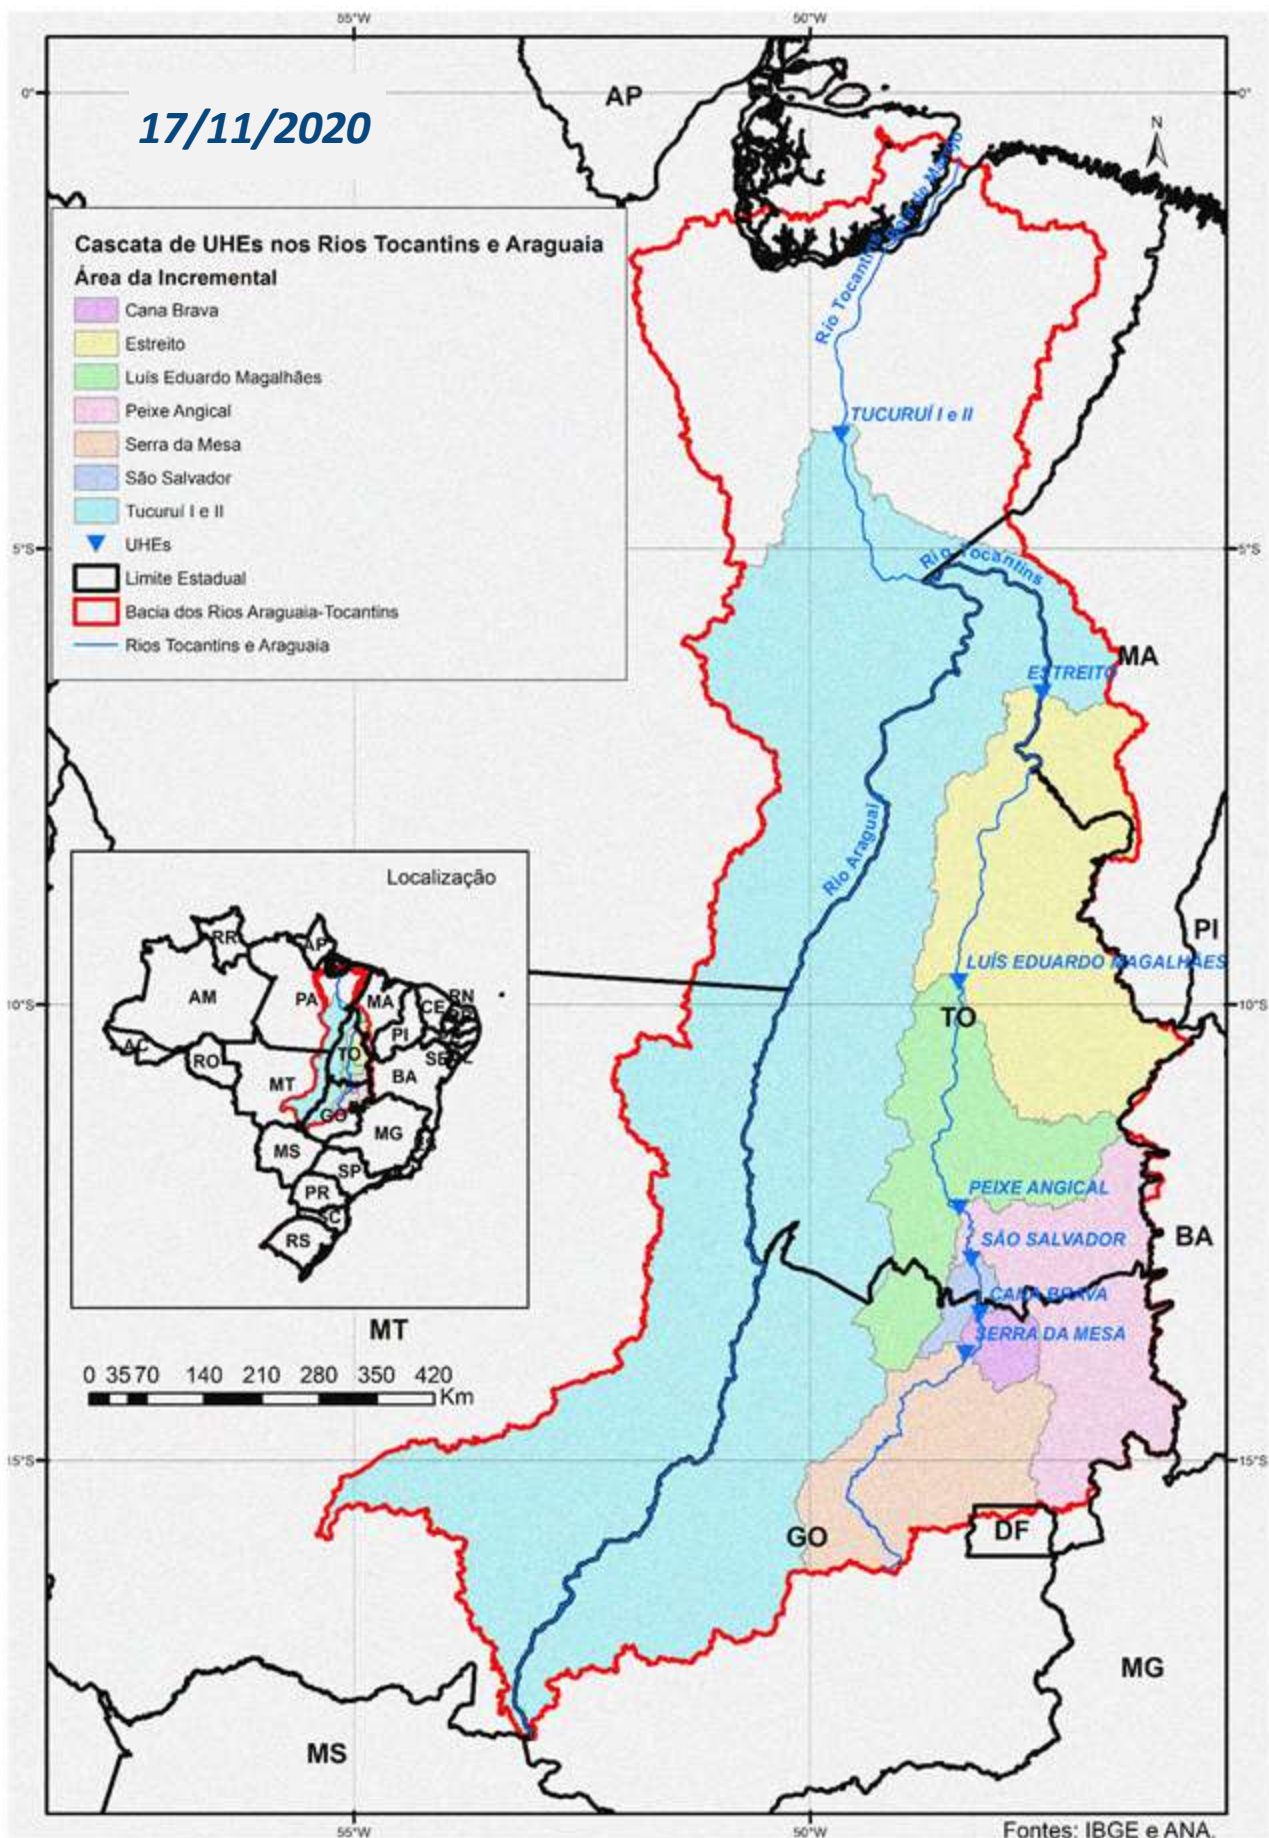 55°W 50°W
0° 0°
AP
N
17/11/2020
Rio Tocantins
Cascata de UHEs nos Rios Tocantins e Araguaia
Área da Incremental
Cana Brava
Estreito
Luís Eduardo Magalhães
Peixe Angical
Serra da Mesa
São Salvador
Tucuruí I e II
UHEs
Limite Estadual
Bacia dos Rios Araguaia-Tocantins
Rios Tocantins e Araguaia
TUCURUÍ I e II
5°S 5°S
Rio Tocantins
MA
ESTREITO
Rio Araguai
PI
LUÍS EDUARDO MAGALHÃES
10°S 10°S
TO
Localização
RR AP
AM PA MA CE RN
AC RO PI
TO SE
MT BA
GO
MS MG
SP
PR
SC
RS
PEIXE ANGICAL
SÃO SALVADOR
BA
CANA BRAVA
SERRA DA MESA
MT
0 35 70 140 210 280 350 420
Km
15°S 15°S
GO
DF
MG
MS
55°W 50°W
Fontes: IBGE e ANA.